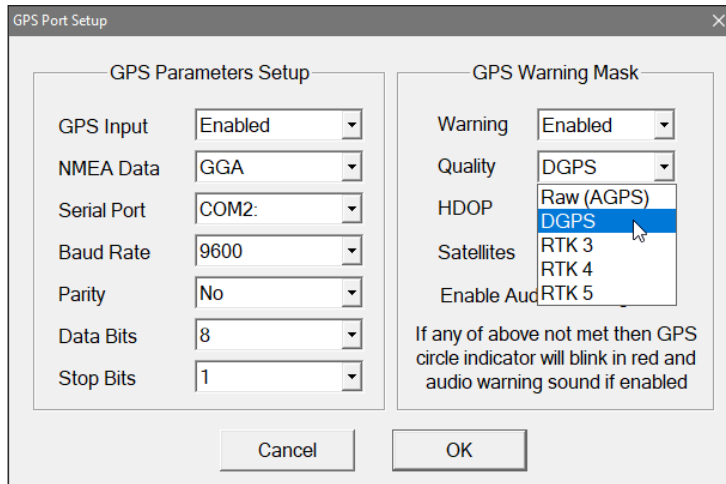 GPS Port Setup
GPS Parameters Setup
GPS Input Enabled
NMEA Data GGA
Serial Port COM2:
Baud Rate 9600
Parity No
Data Bits 8
Stop Bits 1
GPS Warning Mask
Warning Enabled
Quality DGPS
Raw (AGPS)
HDOP DGPS
RTK 3
Satellites RTK 4
Enable Aud RTK 5
If any of above not met then GPS
circle indicator will blink in red and
audio warning sound if enabled
Cancel OK